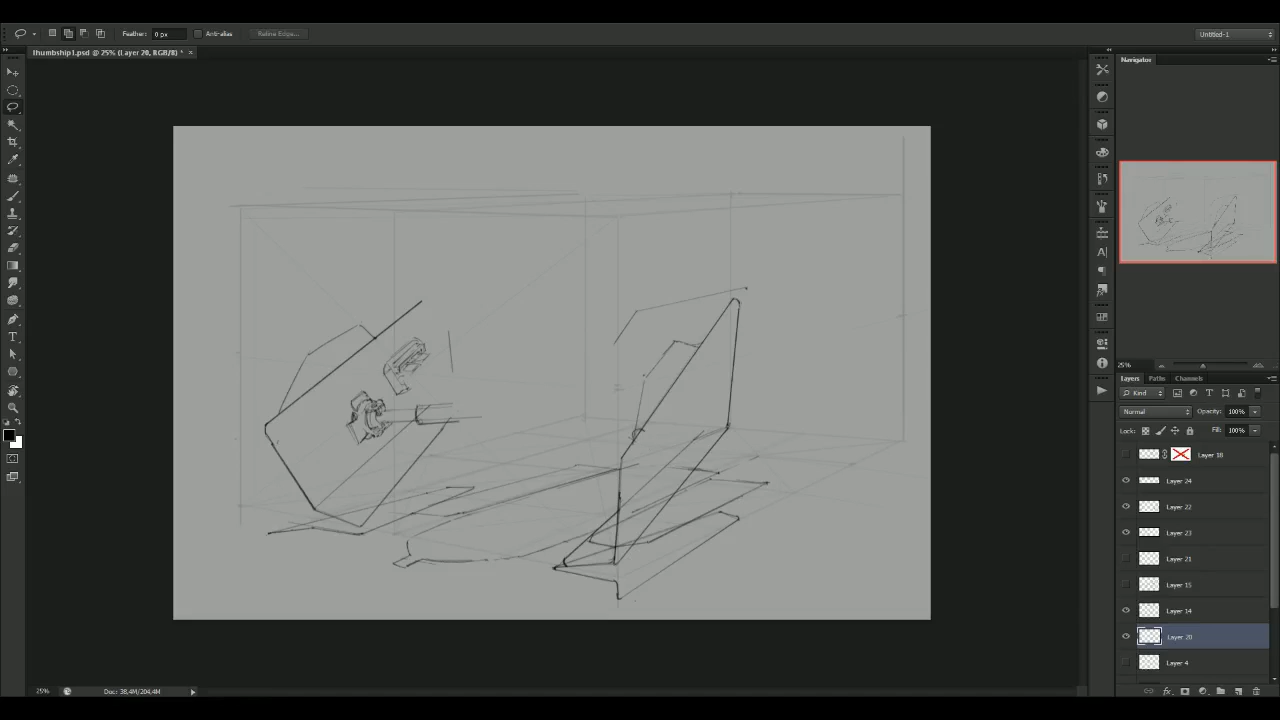 Feather: 0 px Anti-alias Refine Edge... Untitled-1
thumbship1.psd @ 25% (Layer 20, RGB/8) * ×
Navigator
25%
Layers Paths Channels
Kind
Normal Opacity: 100%
Lock: Fill: 100%
Layer 18
Layer 24
Layer 22
Layer 23
Layer 21
Layer 15
Layer 14
Layer 20
Layer 4
25% Doc: 38,4M/204,4M